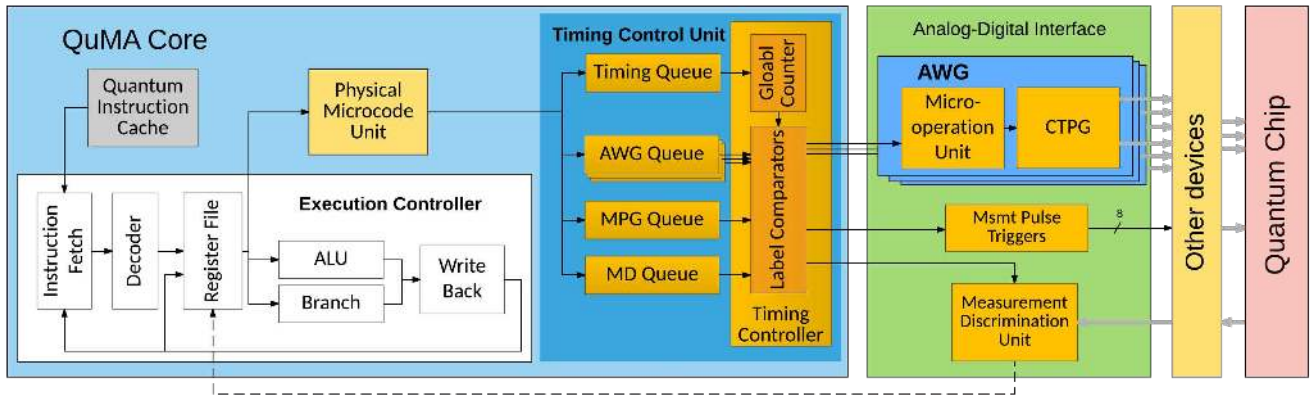 QuMA Core
Quantum
Instruction
Cache
Physical
Microcode
Unit
Execution Controller
Instruction
Fetch
Decoder
Register File
ALU
Branch
Write
Back
Timing Control Unit
Timing Queue
AWG Queue
MPG Queue
MD Queue
Gloabl
Counter
Label Comparators
Timing
Controller
Analog-Digital Interface
AWG
Micro-
operation
Unit
CTPG
Msmt Pulse
Triggers
8
Measurement
Discrimination
Unit
Other devices
Quantum Chip